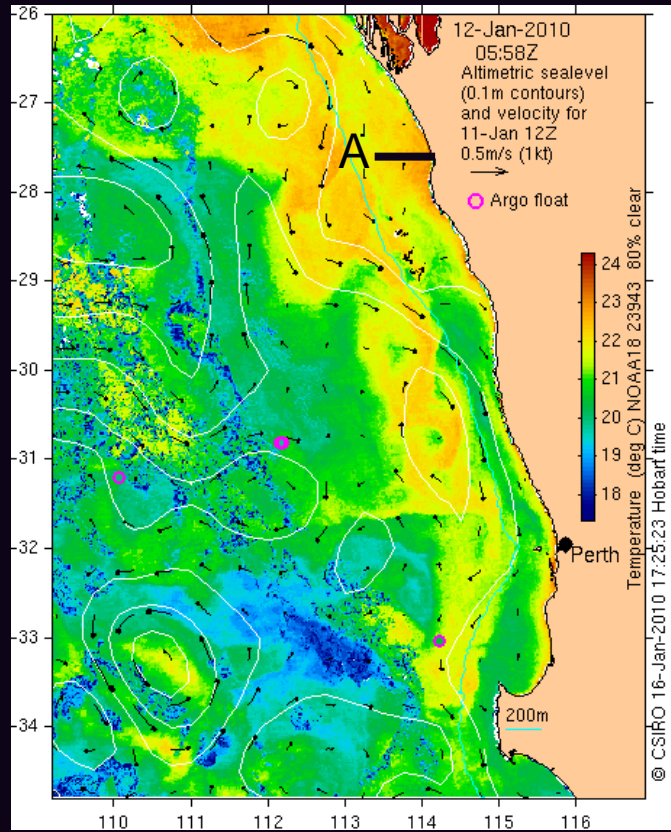 12-Jan-2010
05:58Z
Altimetric sealevel
(0.1m contours)
and velocity for
11-Jan 12Z
0.5m/s (1kt)
Argo float
A
-26
-27
-28
-29
-30
-31
-32
-33
-34
24
23
22
21
20
19
18
Temperature (deg C) NOAA18 23943 80% clear
Perth
200m
110
111
112
113
114
115
116
© CSIRO 16-Jan-2010 17:25:23 Hobart time